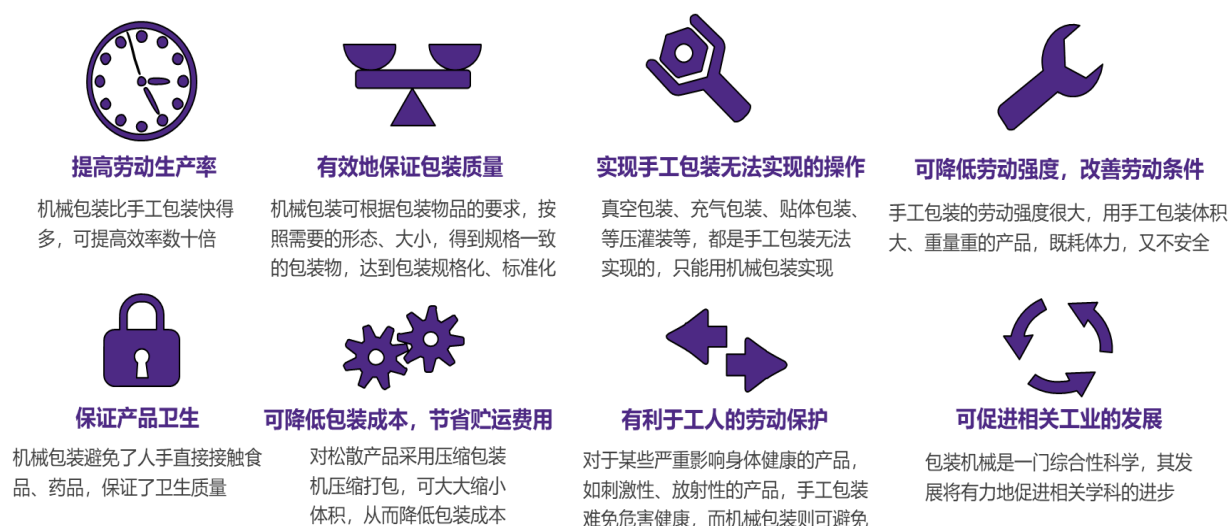 提高劳动生产率
机械包装比手工包装快得
多，可提高效率数十倍
有效地保证包装质量
机械包装可根据包装物品的要求，按
照需要的形态、大小，得到规格一致
的包装物，达到包装规格化、标准化
实现手工包装无法实现的操作
真空包装、充气包装、贴体包装、
等压灌装等，都是手工包装无法
实现的，只能用机械包装实现
可降低劳动强度，改善劳动条件
手工包装的劳动强度很大，用手工包装体积
大、重量重的产品，既耗体力，又不安全
保证产品卫生
机械包装避免了人手直接接触食
品、药品，保证了卫生质量
可降低包装成本，节省贮运费用
对松散产品采用压缩包装
机压缩打包，可大大缩小
体积，从而降低包装成本
有利于工人的劳动保护
对于某些严重影响身体健康的产品，
如刺激性、放射性的产品，手工包装
难免危害健康，而机械包装则可避免
可促进相关工业的发展
包装机械是一门综合性科学，其发
展将有力地促进相关学科的进步